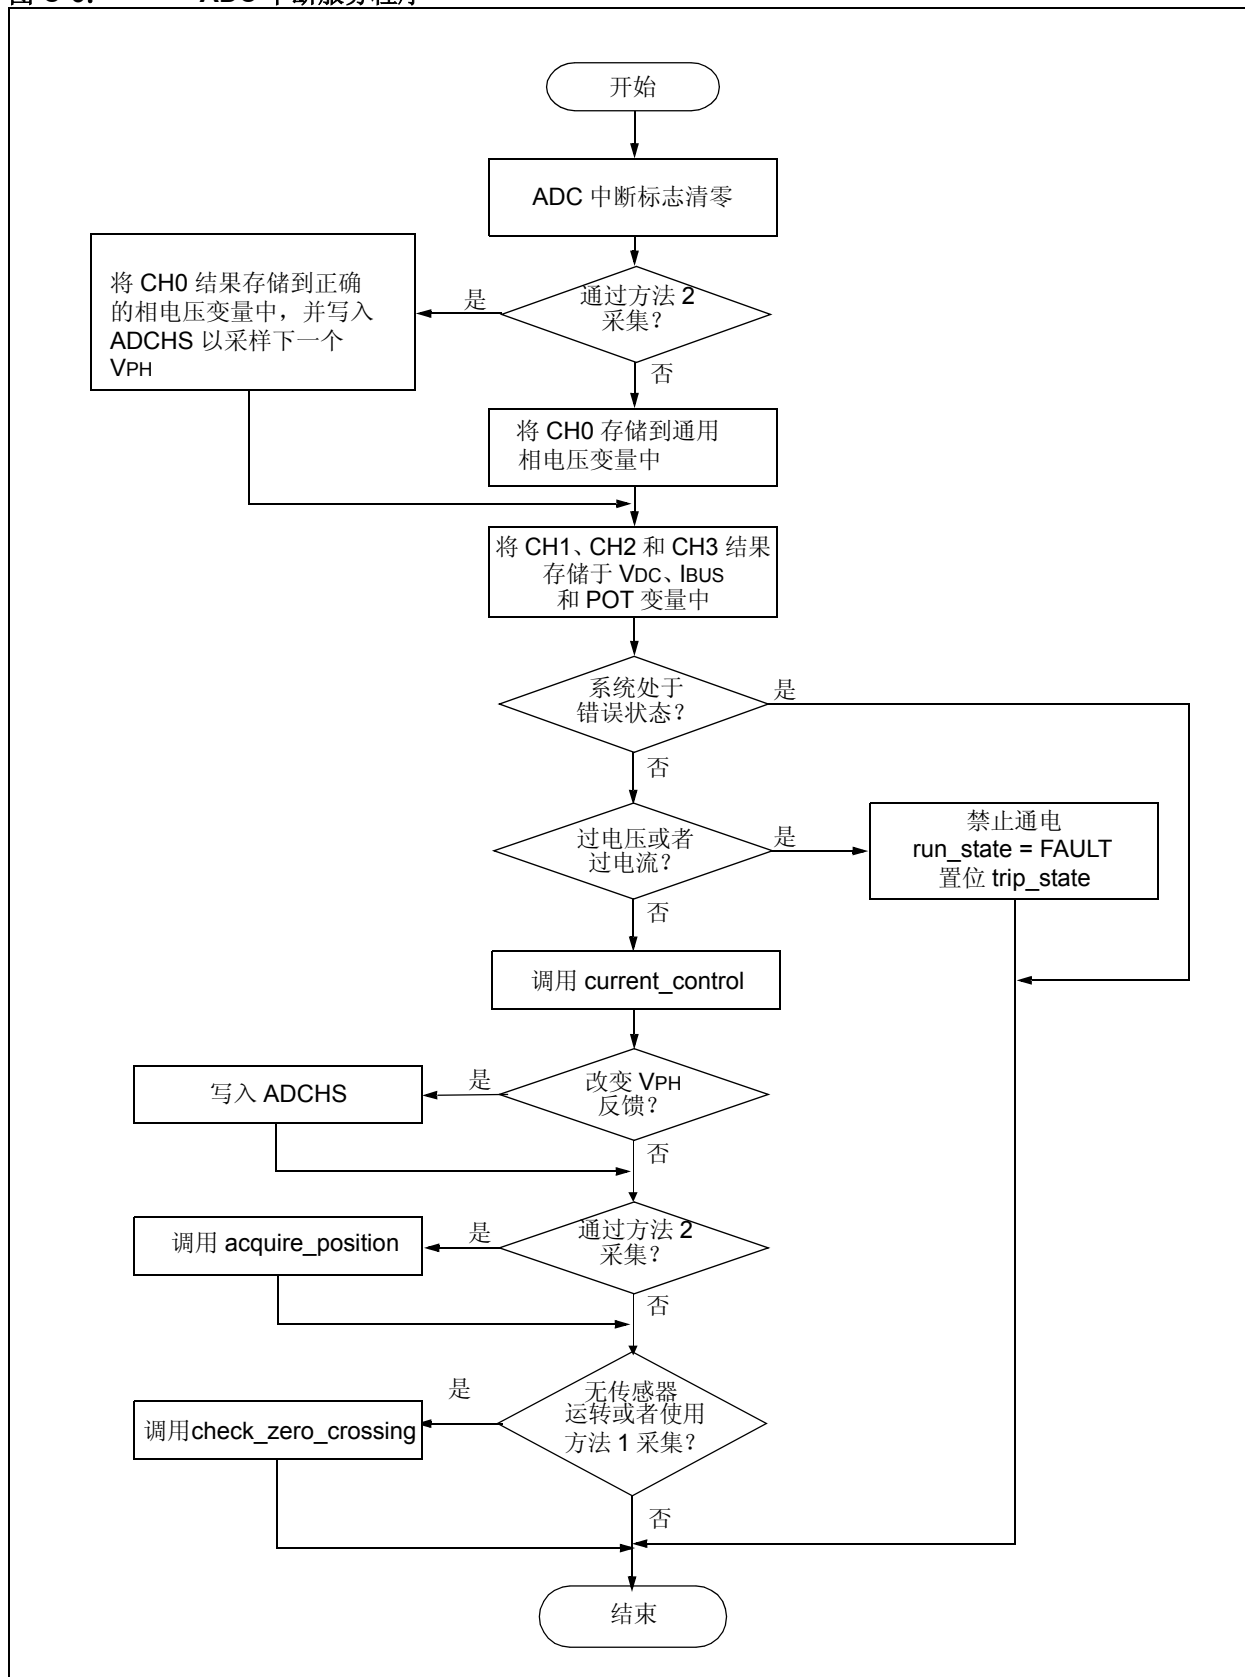 开始
ADC 中断标志清零
通过方法 2
采集？
是
将 CH0 结果存储到正确
的相电压变量中，并写入
ADCHS 以采样下一个
VPH
否
将 CH0 存储到通用
相电压变量中
将 CH1、CH2 和 CH3 结果
存储于 VDC、IBUS
和 POT 变量中
系统处于
错误状态？
是
否
过电压或者
过电流？
是
禁止通电
run_state = FAULT
置位 trip_state
否
调用 current_control
改变 VPH
反馈？
是
写入 ADCHS
否
通过方法 2
采集？
是
调用 acquire_position
否
无传感器
运转或者使用
方法 1 采集？
是
调用check_zero_crossing
否
结束